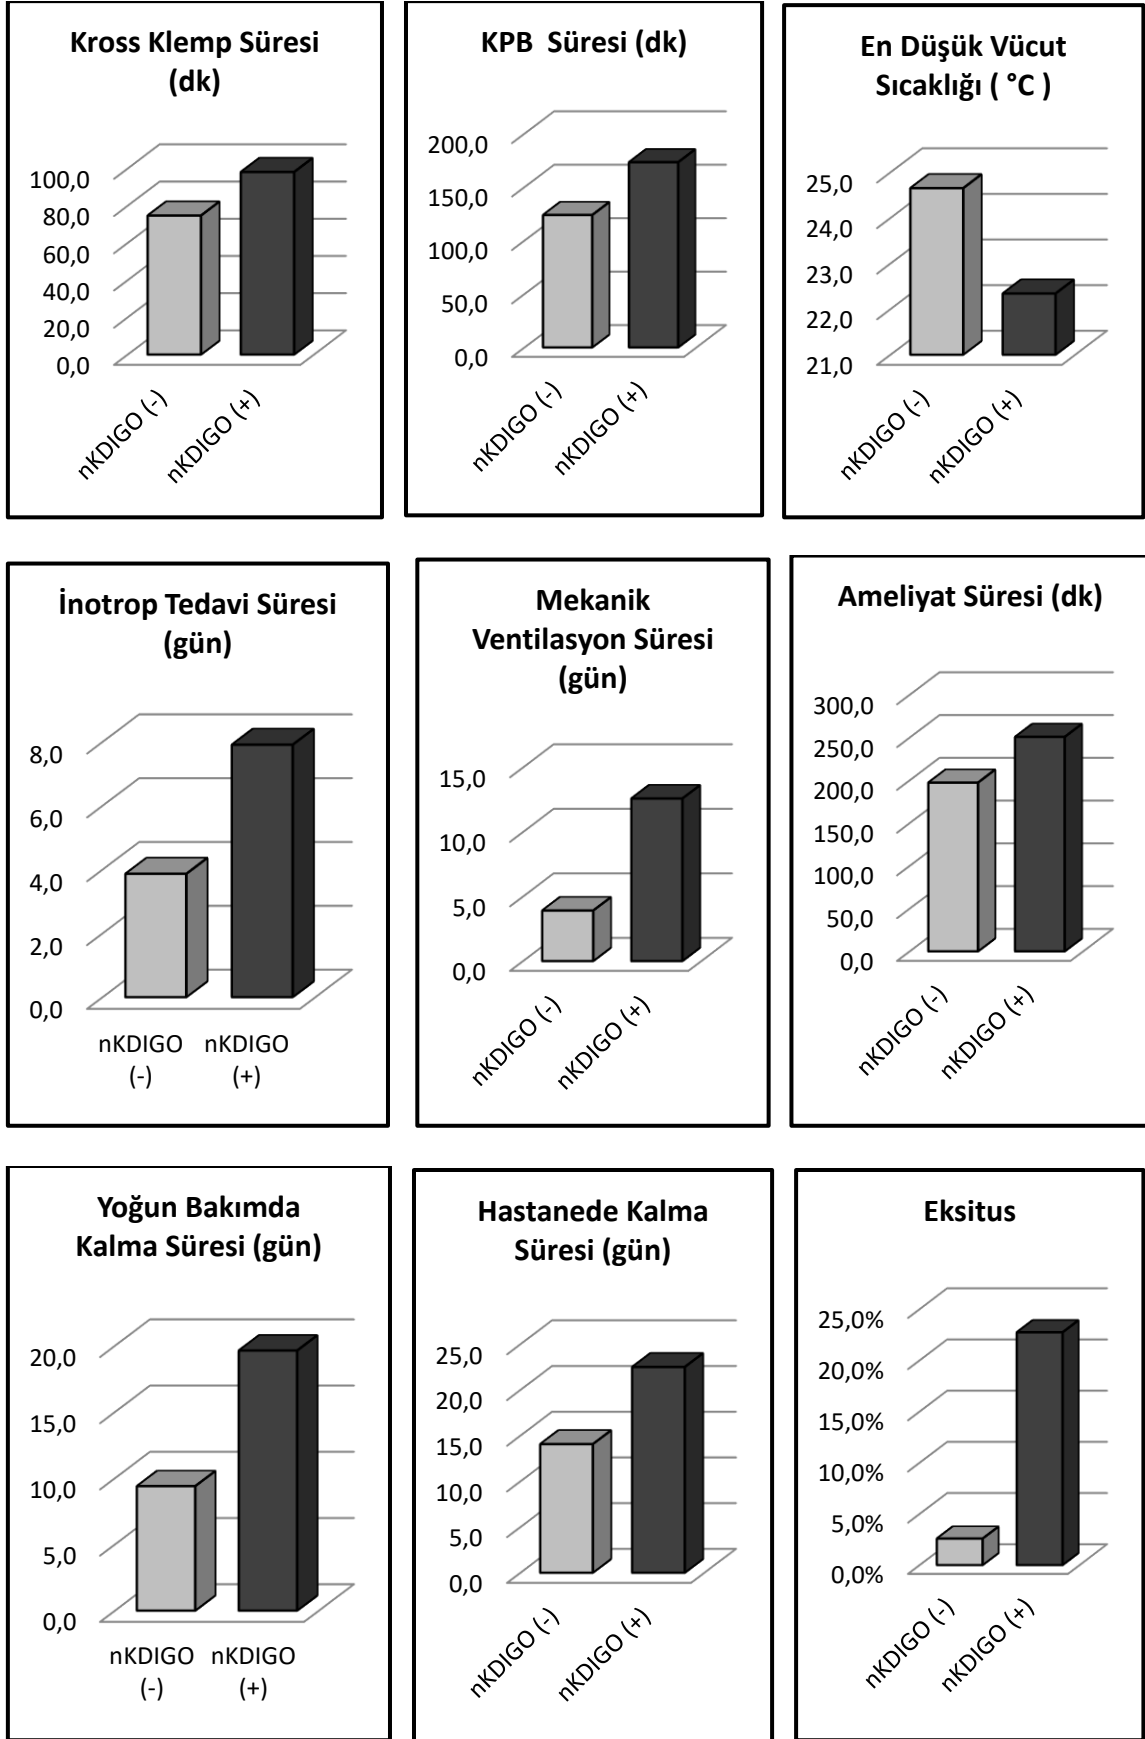 Kross Klemp Süresi
(dk)
100,0
80,0
60,0
40,0
20,0
0,0
nKDIGO (-)
nKDIGO (+)
KPB Süresi (dk)
200,0
150,0
100,0
50,0
0,0
nKDIGO (-)
nKDIGO (+)
En Düşük Vücut
Sıcaklığı ( °C )
25,0
24,0
23,0
22,0
21,0
nKDIGO (-)
nKDIGO (+)
İnotrop Tedavi Süresi
(gün)
8,0
6,0
4,0
2,0
0,0
nKDIGO nKDIGO
(-) (+)
Mekanik
Ventilasyon Süresi
(gün)
15,0
10,0
5,0
0,0
nKDIGO (-)
nKDIGO (+)
Ameliyat Süresi (dk)
300,0
250,0
200,0
150,0
100,0
50,0
0,0
nKDIGO (-)
nKDIGO (+)
Yoğun Bakımda
Kalma Süresi (gün)
20,0
15,0
10,0
5,0
0,0
nKDIGO nKDIGO
(-) (+)
Hastanede Kalma
Süresi (gün)
25,0
20,0
15,0
10,0
5,0
0,0
nKDIGO (-)
nKDIGO (+)
Eksitus
25,0%
20,0%
15,0%
10,0%
5,0%
0,0%
nKDIGO (-)
nKDIGO (+)